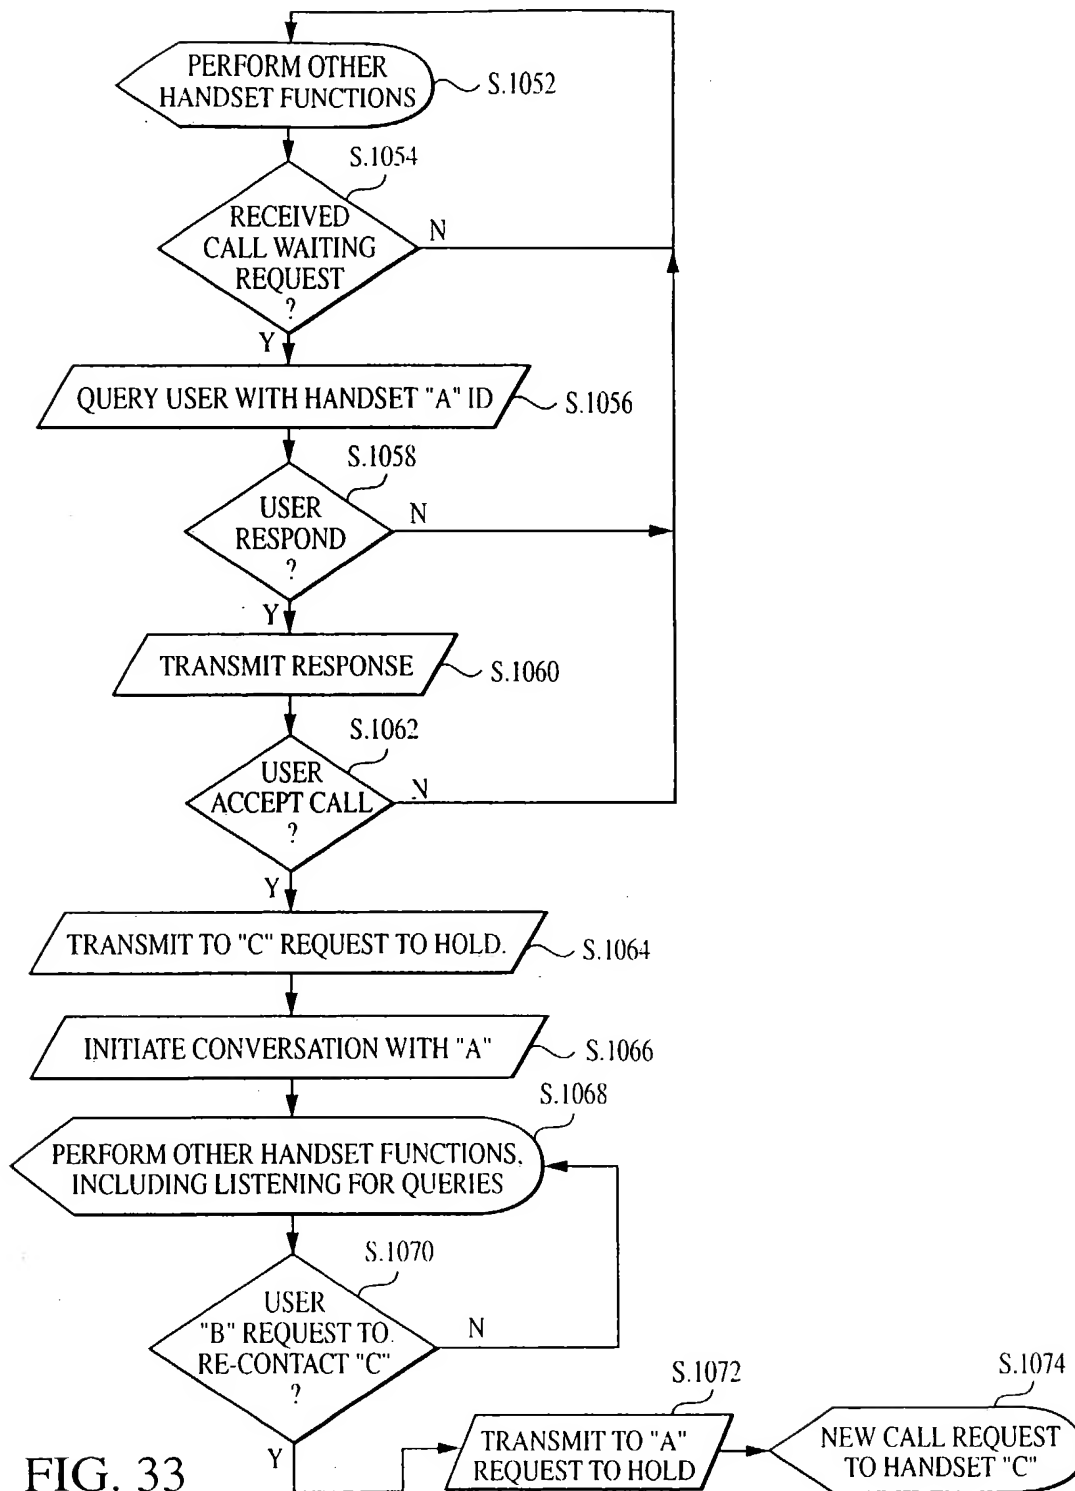 PERFORM OTHER
HANDSET FUNCTIONS
S.1052
S.1054
RECEIVED
CALL WAITING
REQUEST
?
N
Y
QUERY USER WITH HANDSET "A" ID
S.1056
S.1058
USER
RESPOND
?
N
Y
TRANSMIT RESPONSE
S.1060
S.1062
USER
ACCEPT CALL
?
N
Y
TRANSMIT TO "C" REQUEST TO HOLD.
S.1064
INITIATE CONVERSATION WITH "A"
S.1066
S.1068
PERFORM OTHER HANDSET FUNCTIONS,
INCLUDING LISTENING FOR QUERIES
S.1070
USER
"B" REQUEST TO
RE-CONTACT "C"
?
N
Y
S.1072
TRANSMIT TO "A"
REQUEST TO HOLD
S.1074
NEW CALL REQUEST
TO HANDSET "C"
FIG. 33